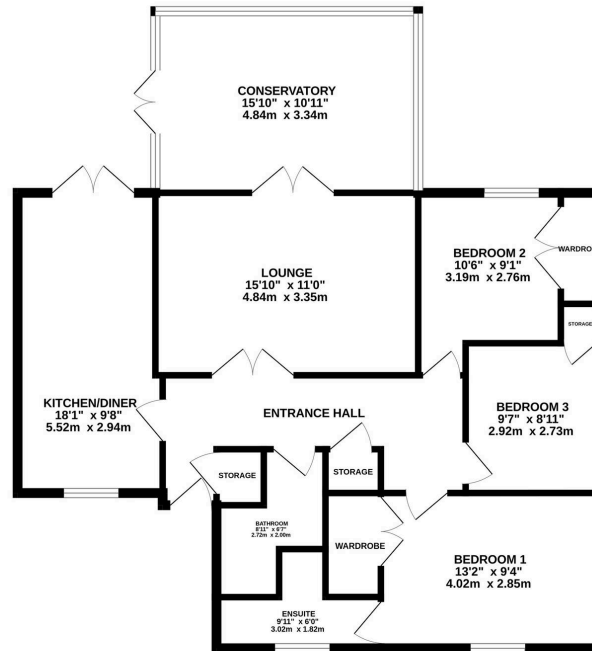 CONSERVATORY
15'10" x 10'11"
4.84m x 3.34m
LOUNGE
15'10" x 11'0"
4.84m x 3.35m
BEDROOM 2
10'6" x 9'1"
3.19m x 2.76m
WARDRO
STORAGE
KITCHEN/DINER
18'1" x 9'8"
5.52m x 2.94m
ENTRANCE HALL
BEDROOM 3
9'7" x 8'11"
2.92m x 2.73m
STORAGE
STORAGE
BATHROOM
8'11" x 6'7"
2.72m x 2.00m
WARDROBE
BEDROOM 1
13'2" x 9'4"
4.02m x 2.85m
ENSUITE
9'11" x 6'0"
3.02m x 1.82m